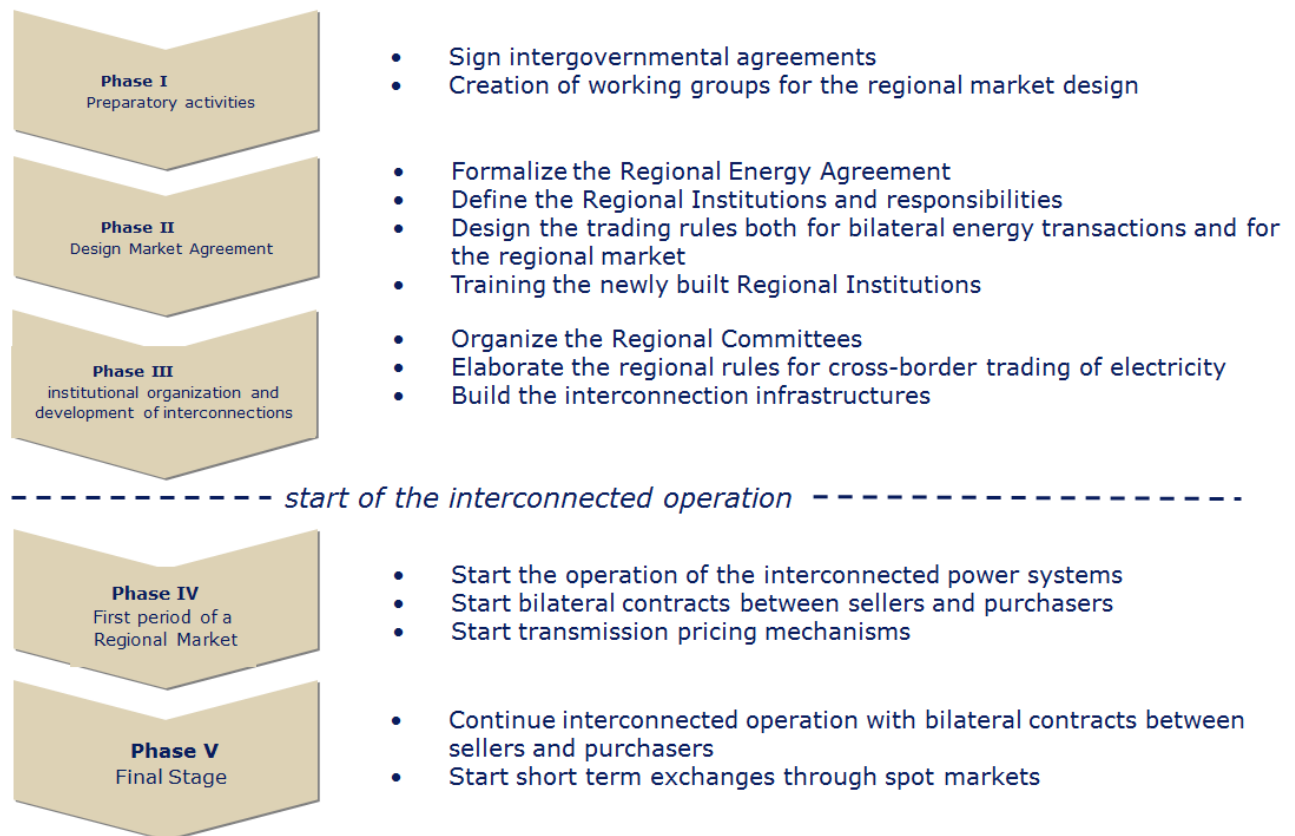 Phase I
Preparatory activities
• Sign intergovernmental agreements
• Creation of working groups for the regional market design
Phase II
Design Market Agreement
• Formalize the Regional Energy Agreement
• Define the Regional Institutions and responsibilities
• Design the trading rules both for bilateral energy transactions and for
the regional market
• Training the newly built Regional Institutions
Phase III
institutional organization and
development of interconnections
• Organize the Regional Committees
• Elaborate the regional rules for cross-border trading of electricity
• Build the interconnection infrastructures
start of the interconnected operation
Phase IV
First period of a
Regional Market
• Start the operation of the interconnected power systems
• Start bilateral contracts between sellers and purchasers
• Start transmission pricing mechanisms
Phase V
Final Stage
• Continue interconnected operation with bilateral contracts between
sellers and purchasers
• Start short term exchanges through spot markets